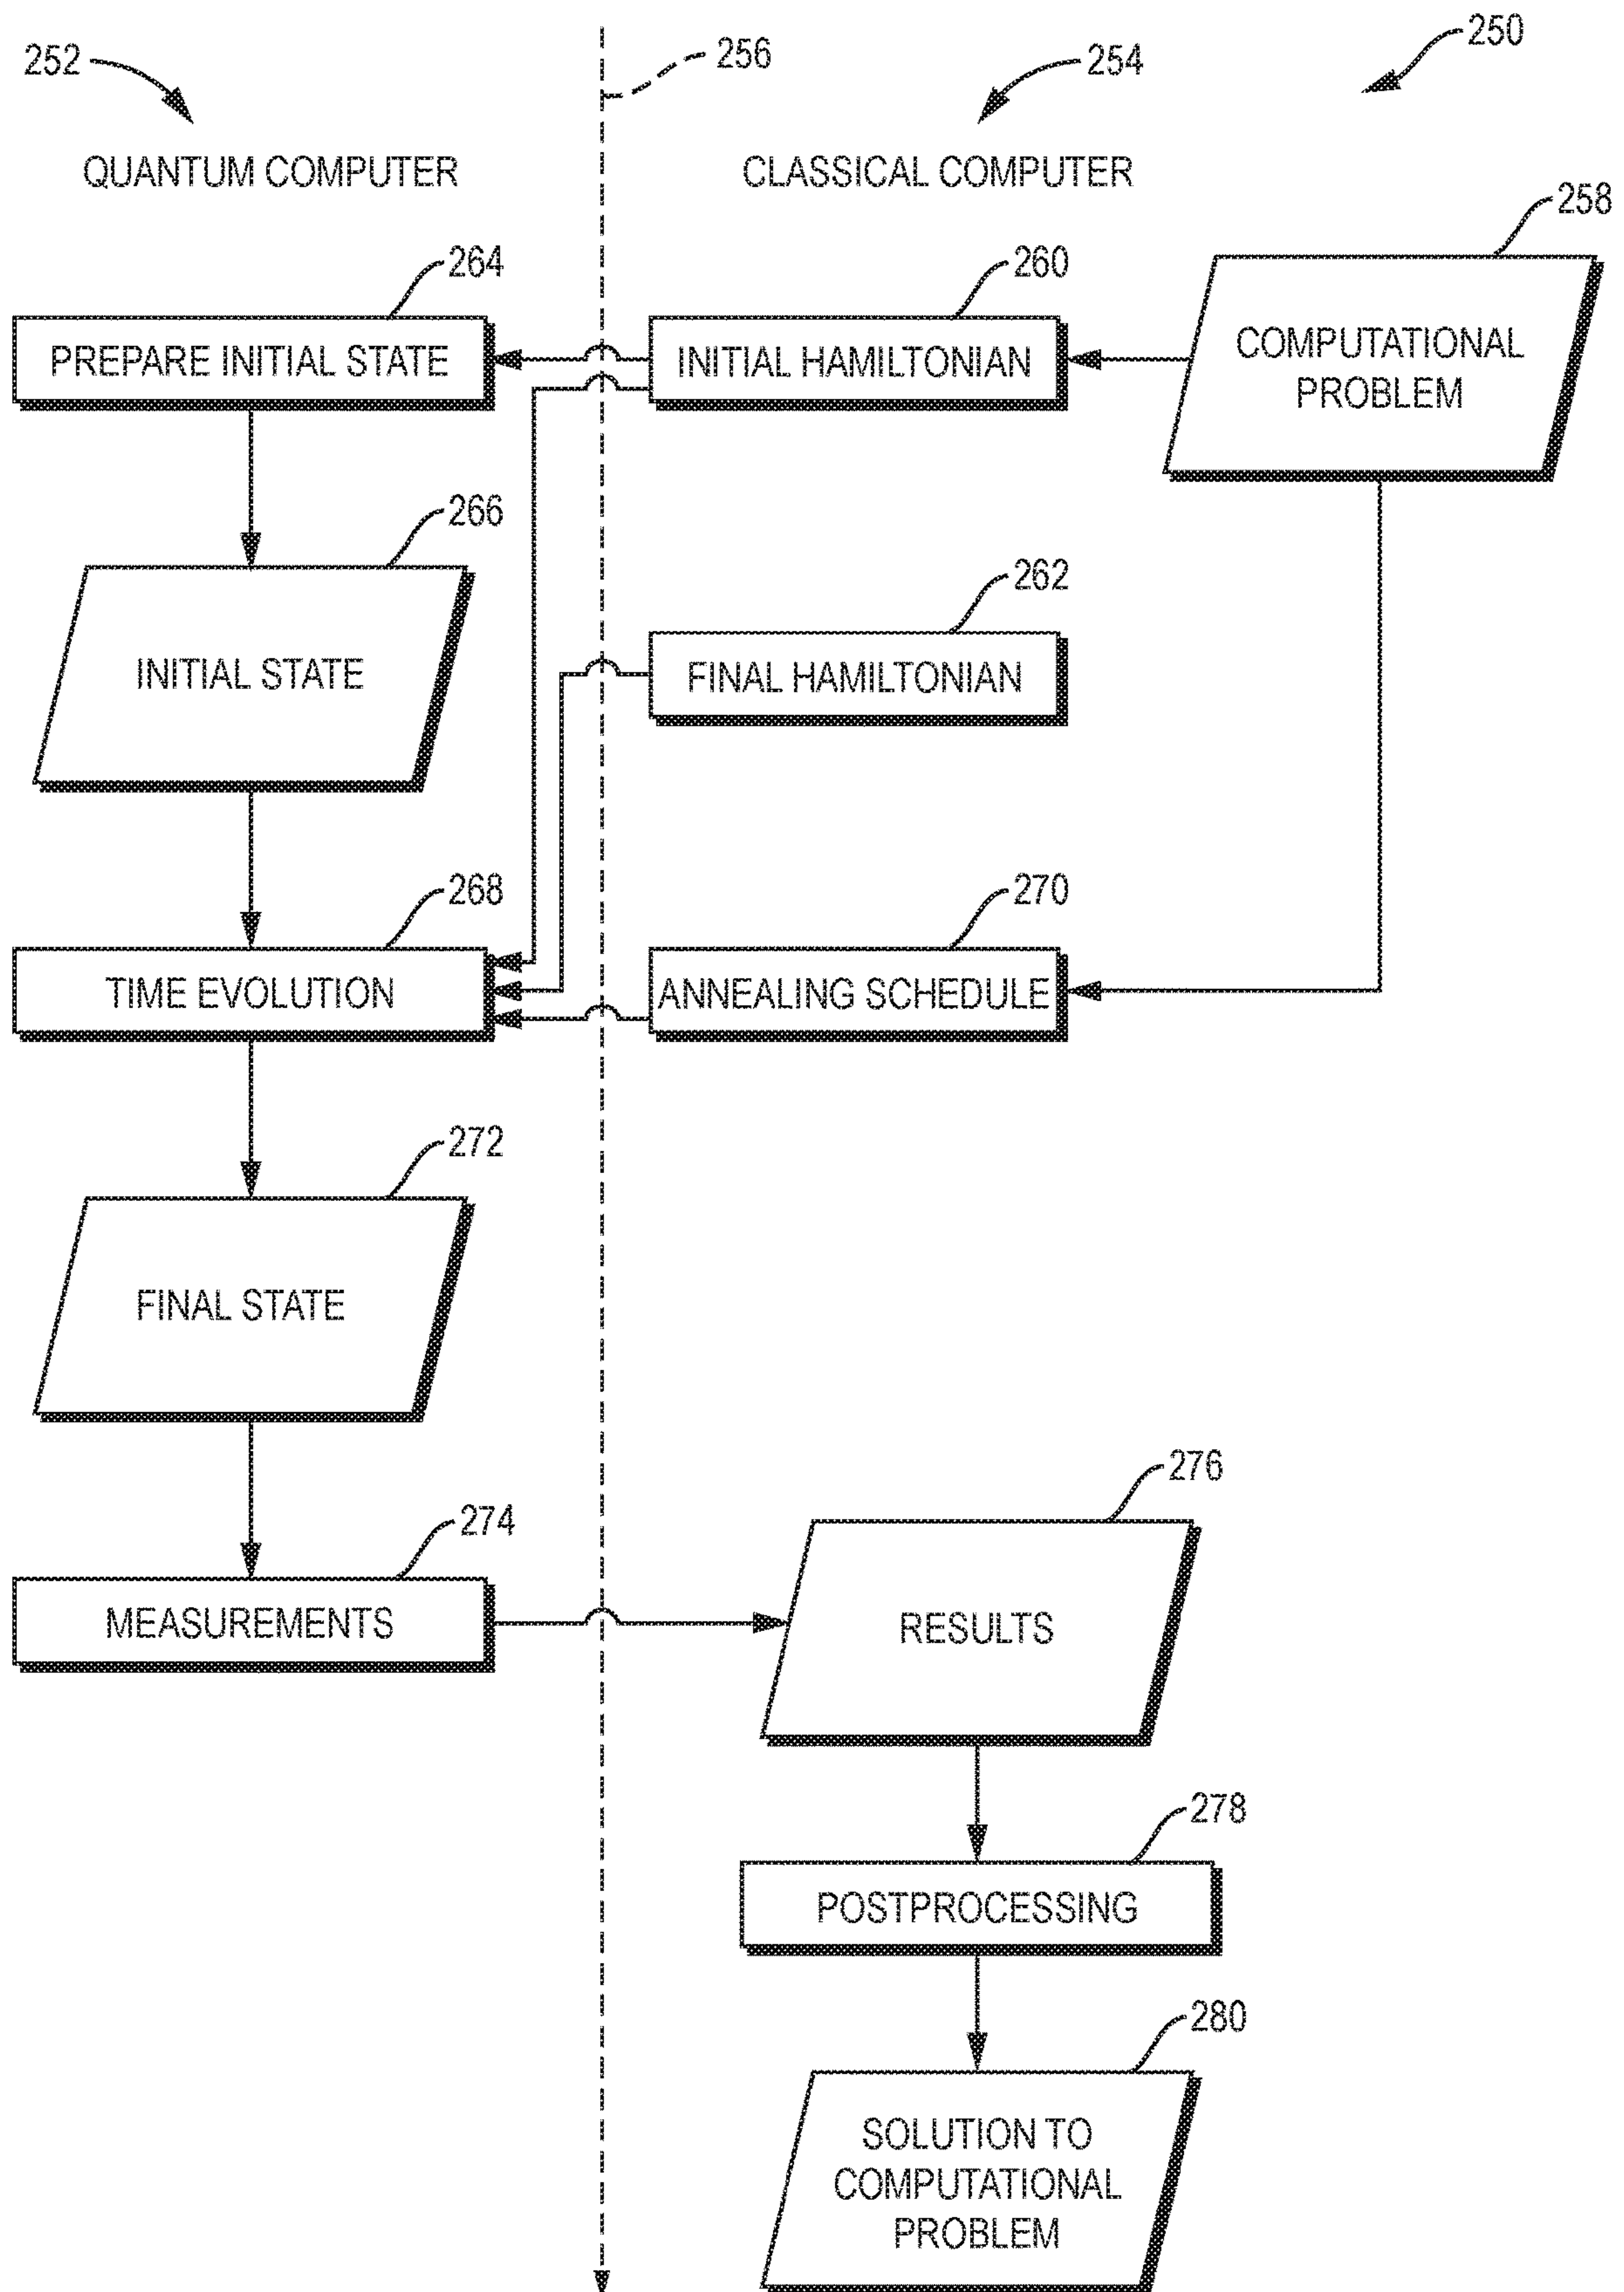 252
256
254
250
QUANTUM COMPUTER
CLASSICAL COMPUTER
258
264
260
PREPARE INITIAL STATE
INITIAL HAMILTONIAN
COMPUTATIONAL
PROBLEM
266
262
INITIAL STATE
FINAL HAMILTONIAN
268
270
TIME EVOLUTION
ANNEALING SCHEDULE
272
FINAL STATE
276
274
MEASUREMENTS
RESULTS
278
POSTPROCESSING
280
SOLUTION TO
COMPUTATIONAL
PROBLEM